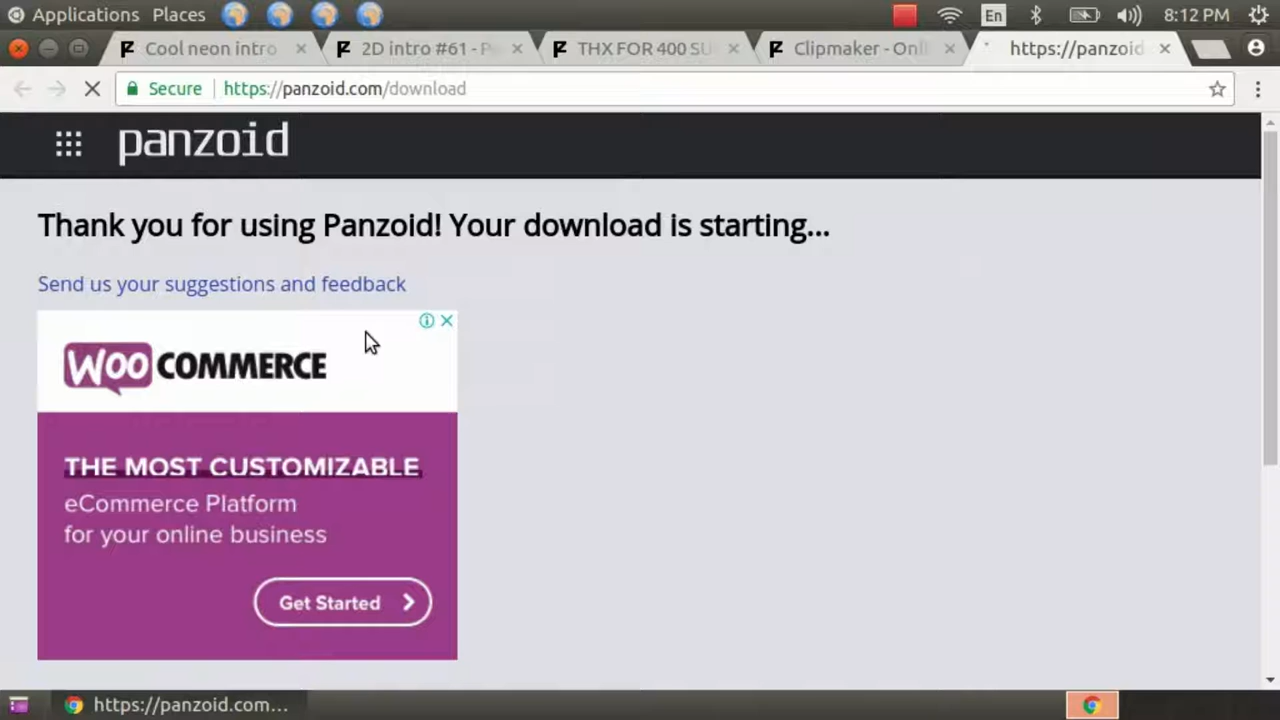 Applications Places En 8:12 PM
Cool neon intro 2D intro #61 - P THX FOR 400 SU Clipmaker - Onl https://panzoid
Secure https://panzoid.com/download
panzoid
Thank you for using Panzoid! Your download is starting...
Send us your suggestions and feedback
WOO COMMERCE
THE MOST CUSTOMIZABLE
eCommerce Platform
for your online business
Get Started
https://panzoid.com...